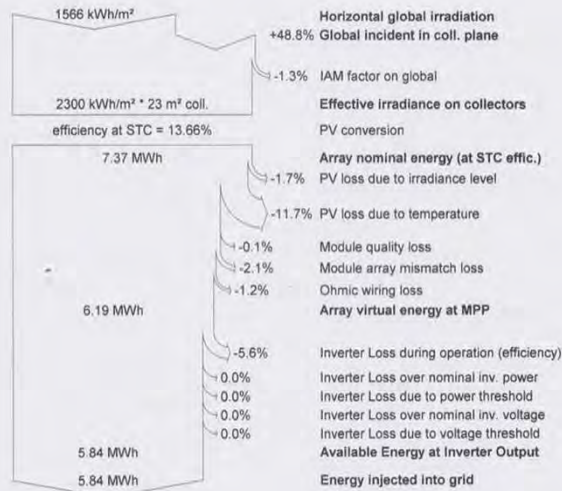 1566 kWh/m² Horizontal global irradiation
+48.8% Global incident in coll. plane
-1.3% IAM factor on global
2300 kWh/m² * 23 m² coll. Effective irradiance on collectors
efficiency at STC = 13.66% PV conversion
7.37 MWh Array nominal energy (at STC effic.)
-1.7% PV loss due to irradiance level
-11.7% PV loss due to temperature
-0.1% Module quality loss
-2.1% Module array mismatch loss
-1.2% Ohmic wiring loss
6.19 MWh Array virtual energy at MPP
-5.6% Inverter Loss during operation (efficiency)
0.0% Inverter Loss over nominal inv. power
0.0% Inverter Loss due to power threshold
0.0% Inverter Loss over nominal inv. voltage
0.0% Inverter Loss due to voltage threshold
5.84 MWh Available Energy at Inverter Output
5.84 MWh Energy injected into grid